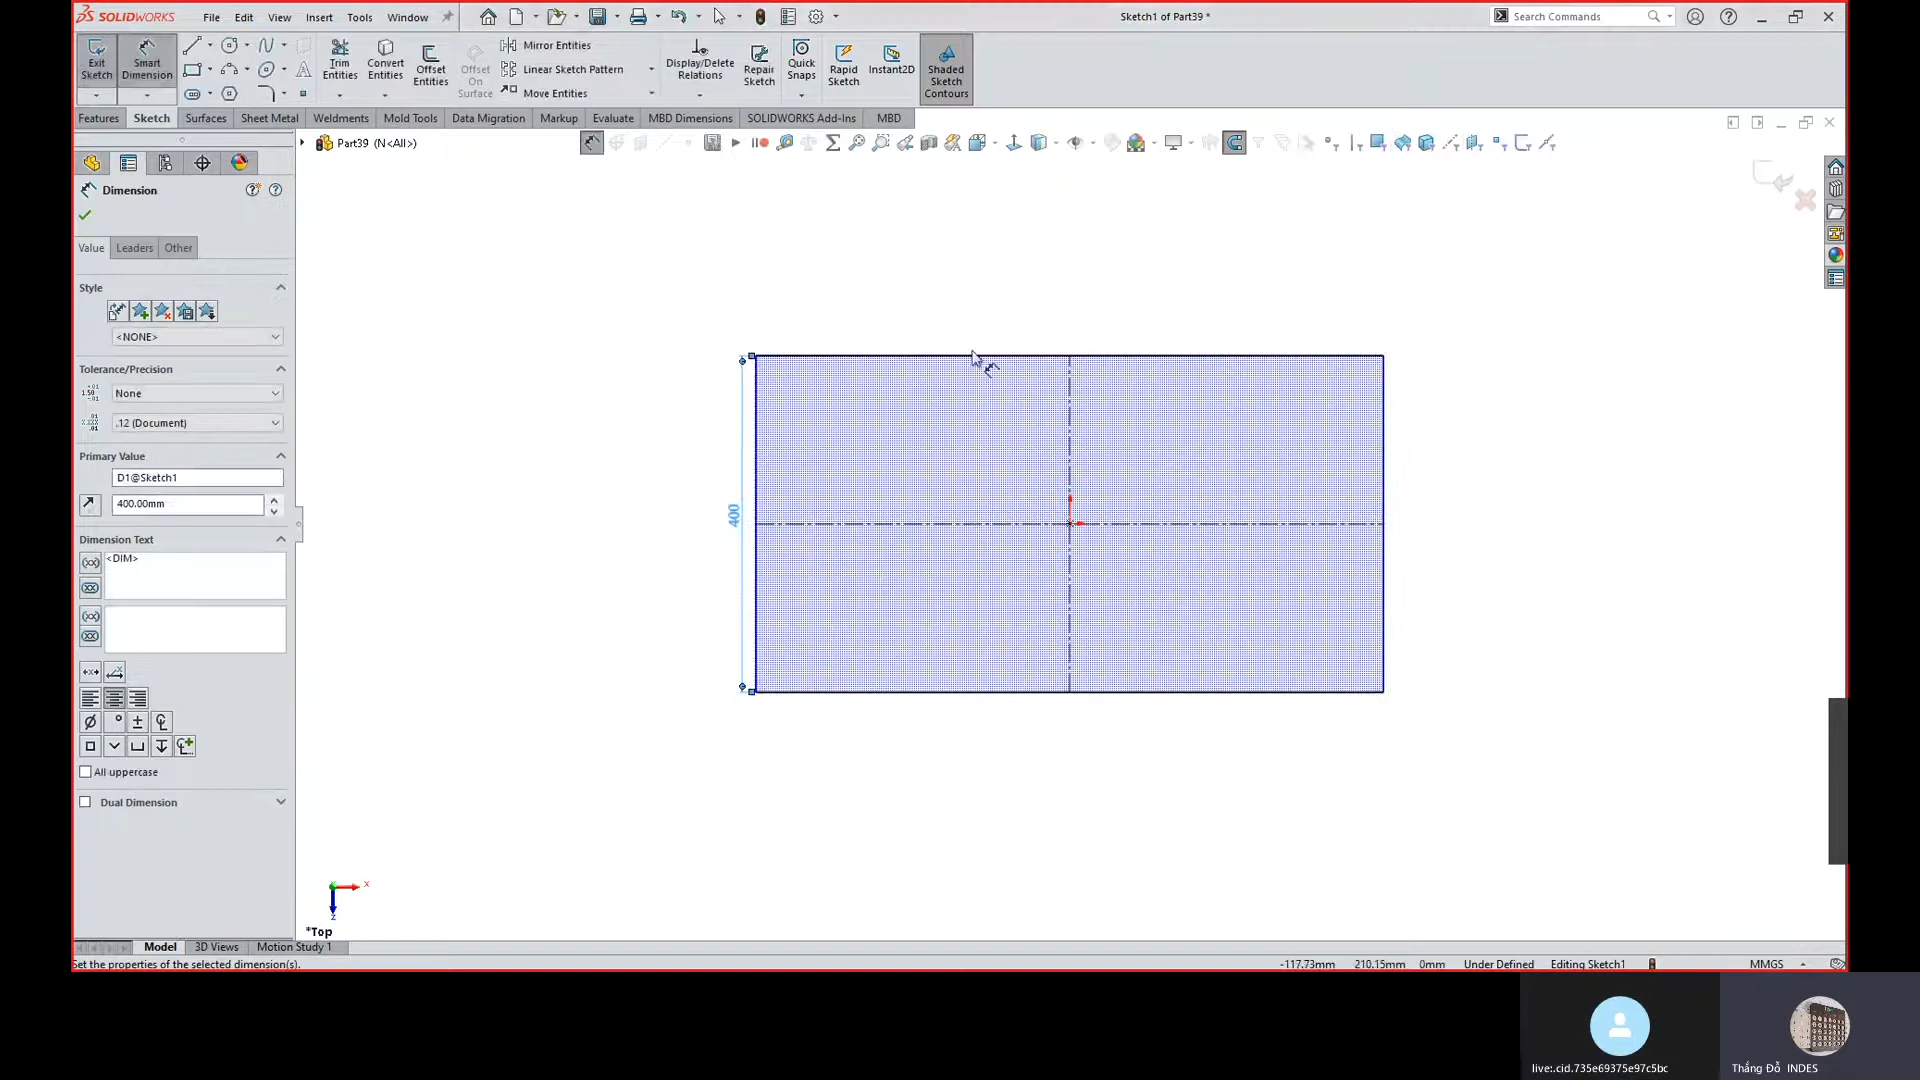 SOLIDWORKS
File
Edit
View
Insert
Tools
Window
Sketch1 of Part39 *
Search Commands
Exit Sketch
Smart Dimension
Trim Entities
Convert Entities
Offset Entities
Offset On Surface
Mirror Entities
Linear Sketch Pattern
Move Entities
Display/Delete Relations
Repair Sketch
Quick Snaps
Rapid Sketch
Instant2D
Shaded Sketch Contours
Features
Sketch
Surfaces
Sheet Metal
Weldments
Mold Tools
Data Migration
Markup
Evaluate
MBD Dimensions
SOLIDWORKS Add-Ins
MBD
Part39 (N<All>)
Dimension
Value
Leaders
Other
Style
<NONE>
Tolerance/Precision
None
.12 (Document)
Primary Value
D1@Sketch1
400.00mm
Dimension Text
<DIM>
All uppercase
Dual Dimension
400
x
z
*Top
Model
3D Views
Motion Study 1
Set the properties of the selected dimension(s).
-117.73mm
210.15mm
0mm
Under Defined
Editing Sketch1
MMGS
live:.cid.735e69375e97c5bc
Thắng Đỗ INDES